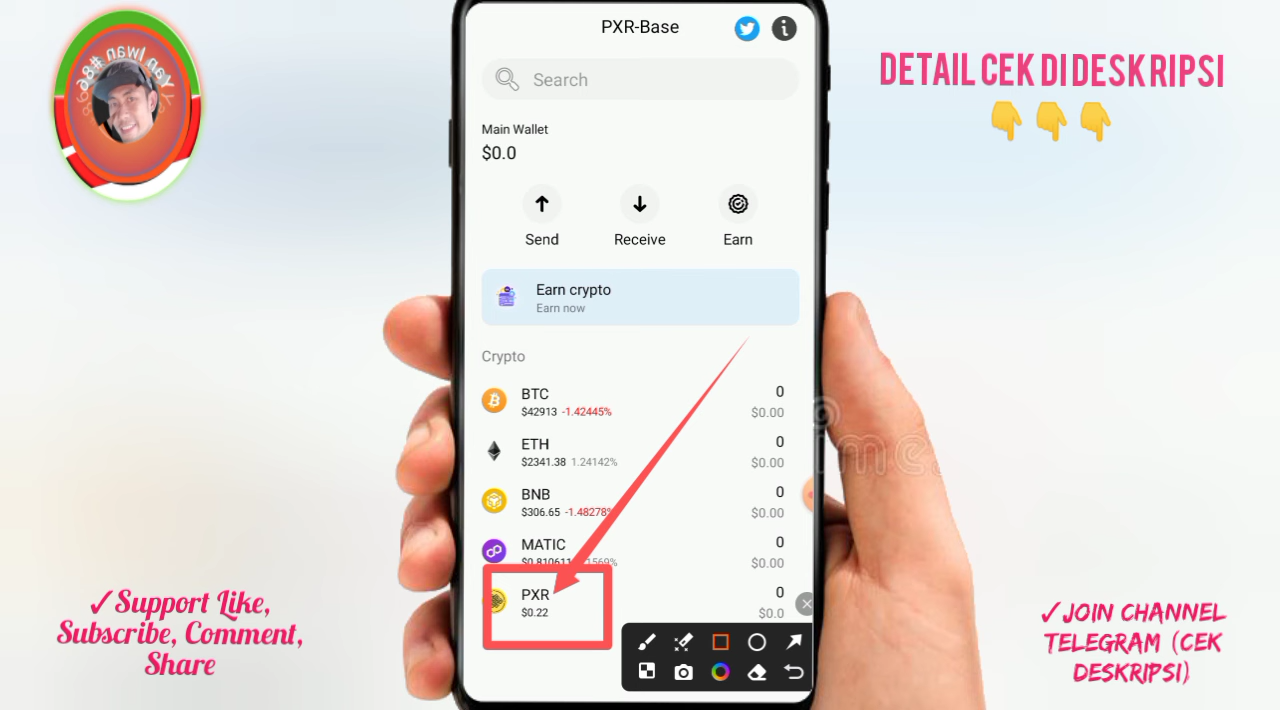 PXR-Base
Search
Main Wallet
$0.0
Send Receive Earn
Earn crypto
Earn now
Crypto
BTC 0
$42913 -1.42445% $0.00
ETH 0
$2341.38 1.24142% $0.00
BNB 0
$306.65 -1.48278% $0.00
MATIC 0
$0.00
PXR 0
$0.22 $0.0
DETAIL CEK DI DESKRIPSI
✓Support Like,
Subscribe, Comment,
Share
✓JOIN CHANNEL
TELEGRAM (CEK
DESKRIPSI)
Yan Iwan #86